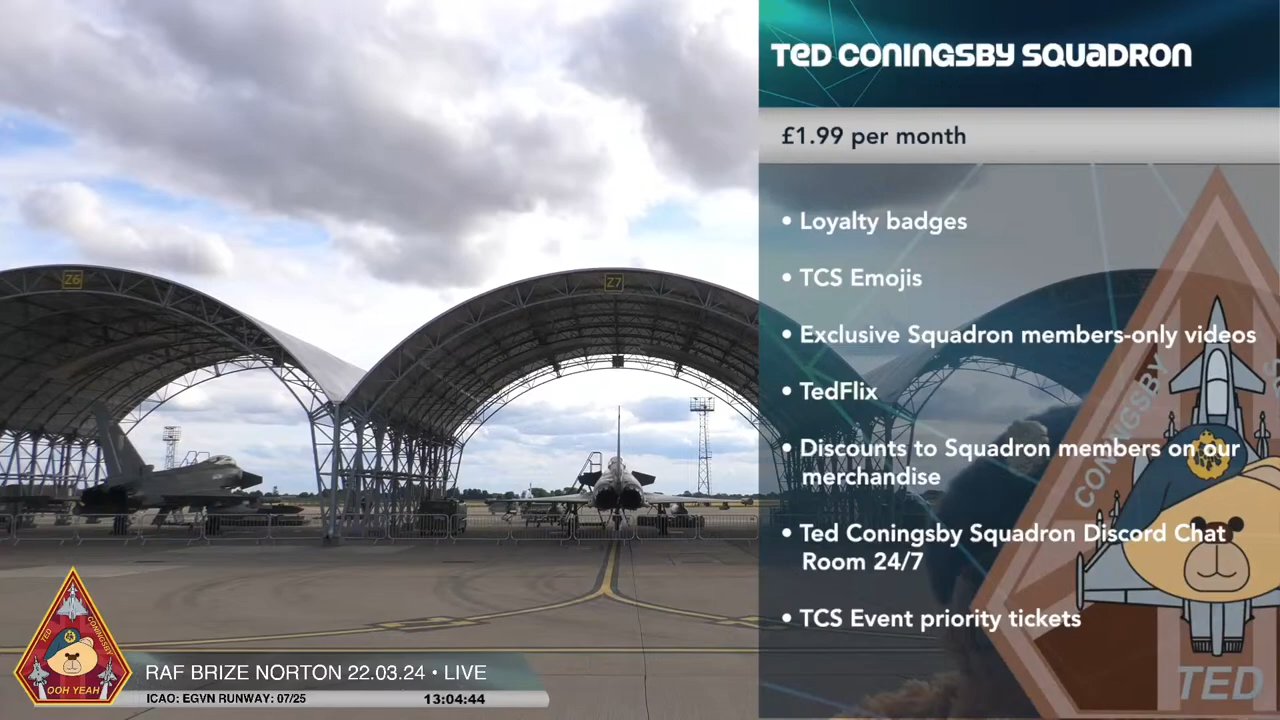 TED CONINGSBY SQUADRON
£1.99 per month
• Loyalty badges
• TCS Emojis
• Exclusive Squadron members-only videos
• TedFlix
• Discounts to Squadron members on our
merchandise
• Ted Coningsby Squadron Discord Chat
Room 24/7
• TCS Event priority tickets
CONINGSBY
TED
Z6
Z7
TED
CONINGSBY
OOH YEAH
RAF BRIZE NORTON 22.03.24 • LIVE
ICAO: EGVN RUNWAY: 07/25
13:04:44